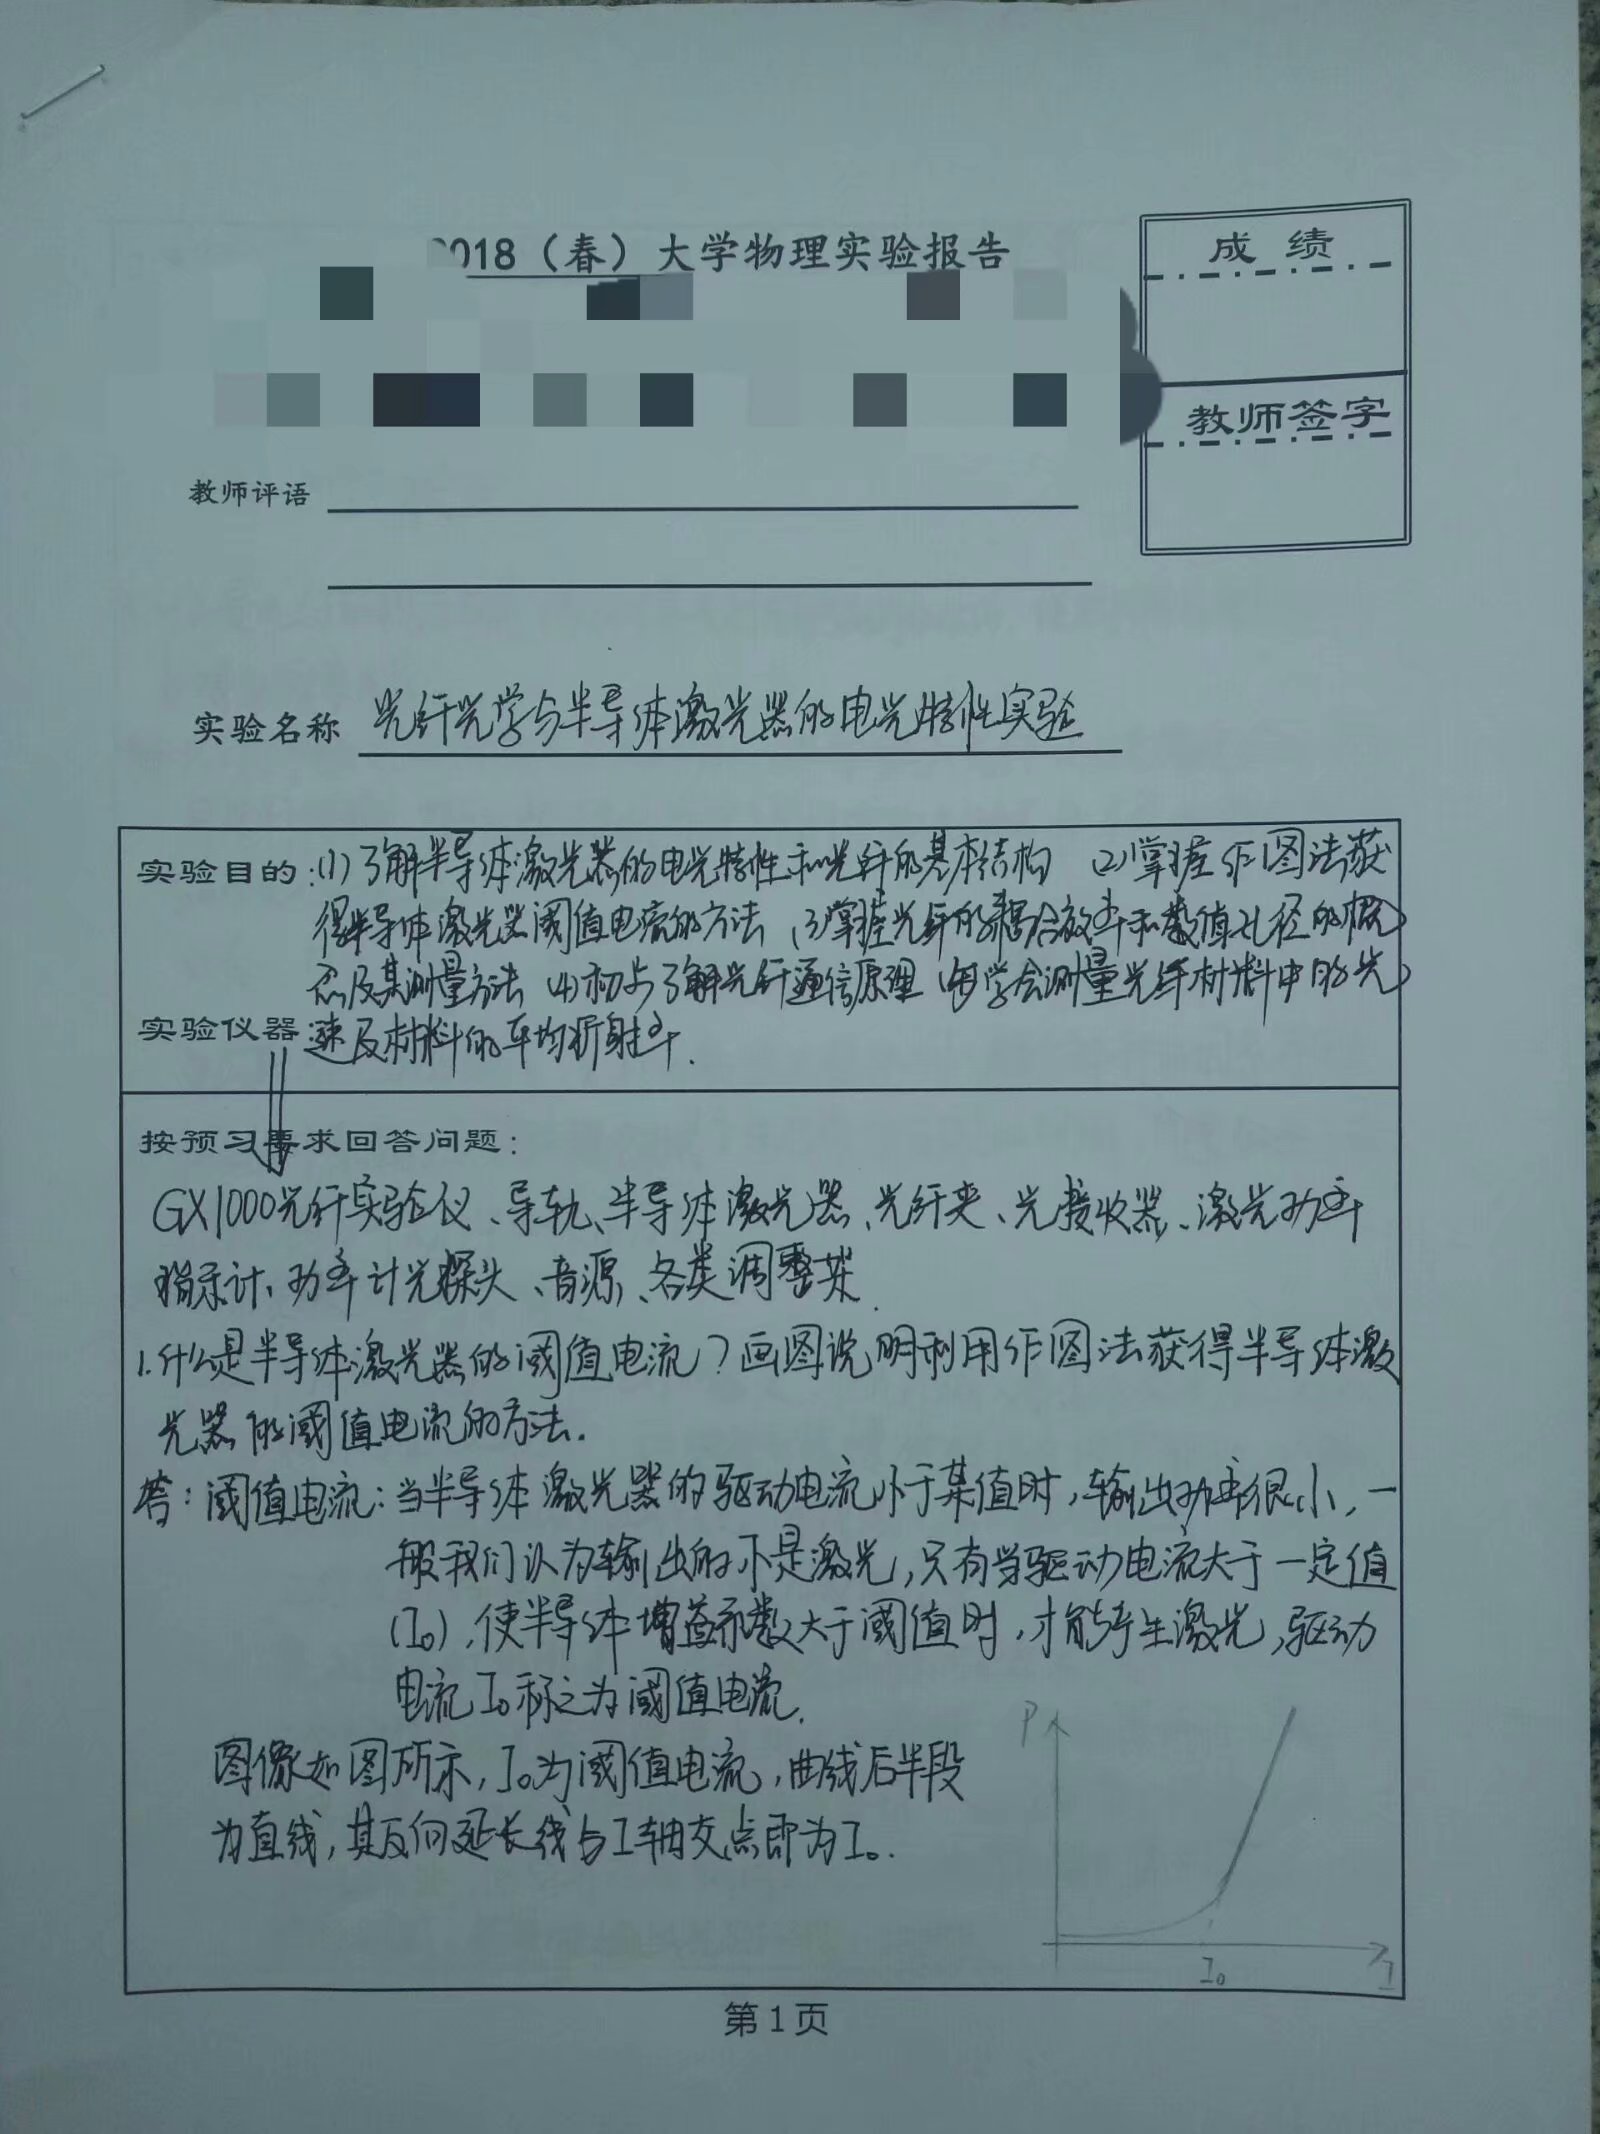 2018（春）大学物理实验报告
成 绩
教师签字
教师评语
实验名称 光纤光学与半导体激光器的电光特性实验
实验目的:(1)了解半导体激光器的电光特性和光纤的基本结构 (2)掌握作图法获
得半导体激光器阈值电流的方法 (3)掌握光纤的耦合效率和数值孔径的概
念及其测量方法 (4)初步了解光纤通信原理 (5)学会测量光纤材料中的光
实验仪器:速及材料的平均折射率.
按预习要求回答问题:
GX1000光纤实验仪、导轨、半导体激光器、光纤夹、光接收器、激光功率
指示计、功率计光探头、音源、各类调整架.
1.什么是半导体激光器的阈值电流?画图说明利用作图法获得半导体激
光器的阈值电流的方法.
答:阈值电流:当半导体激光器的驱动电流小于某值时,输出功率很小,一
般我们认为输出的不是激光,只有当驱动电流大于一定值
(I₀),使半导体增益系数大于阈值时,才能产生激光,驱动
电流I₀称之为阈值电流.
图像如图所示,I₀为阈值电流,曲线后半段
为直线,其反向延长线与I轴交点即为I₀.
P
I₀
I
第1页